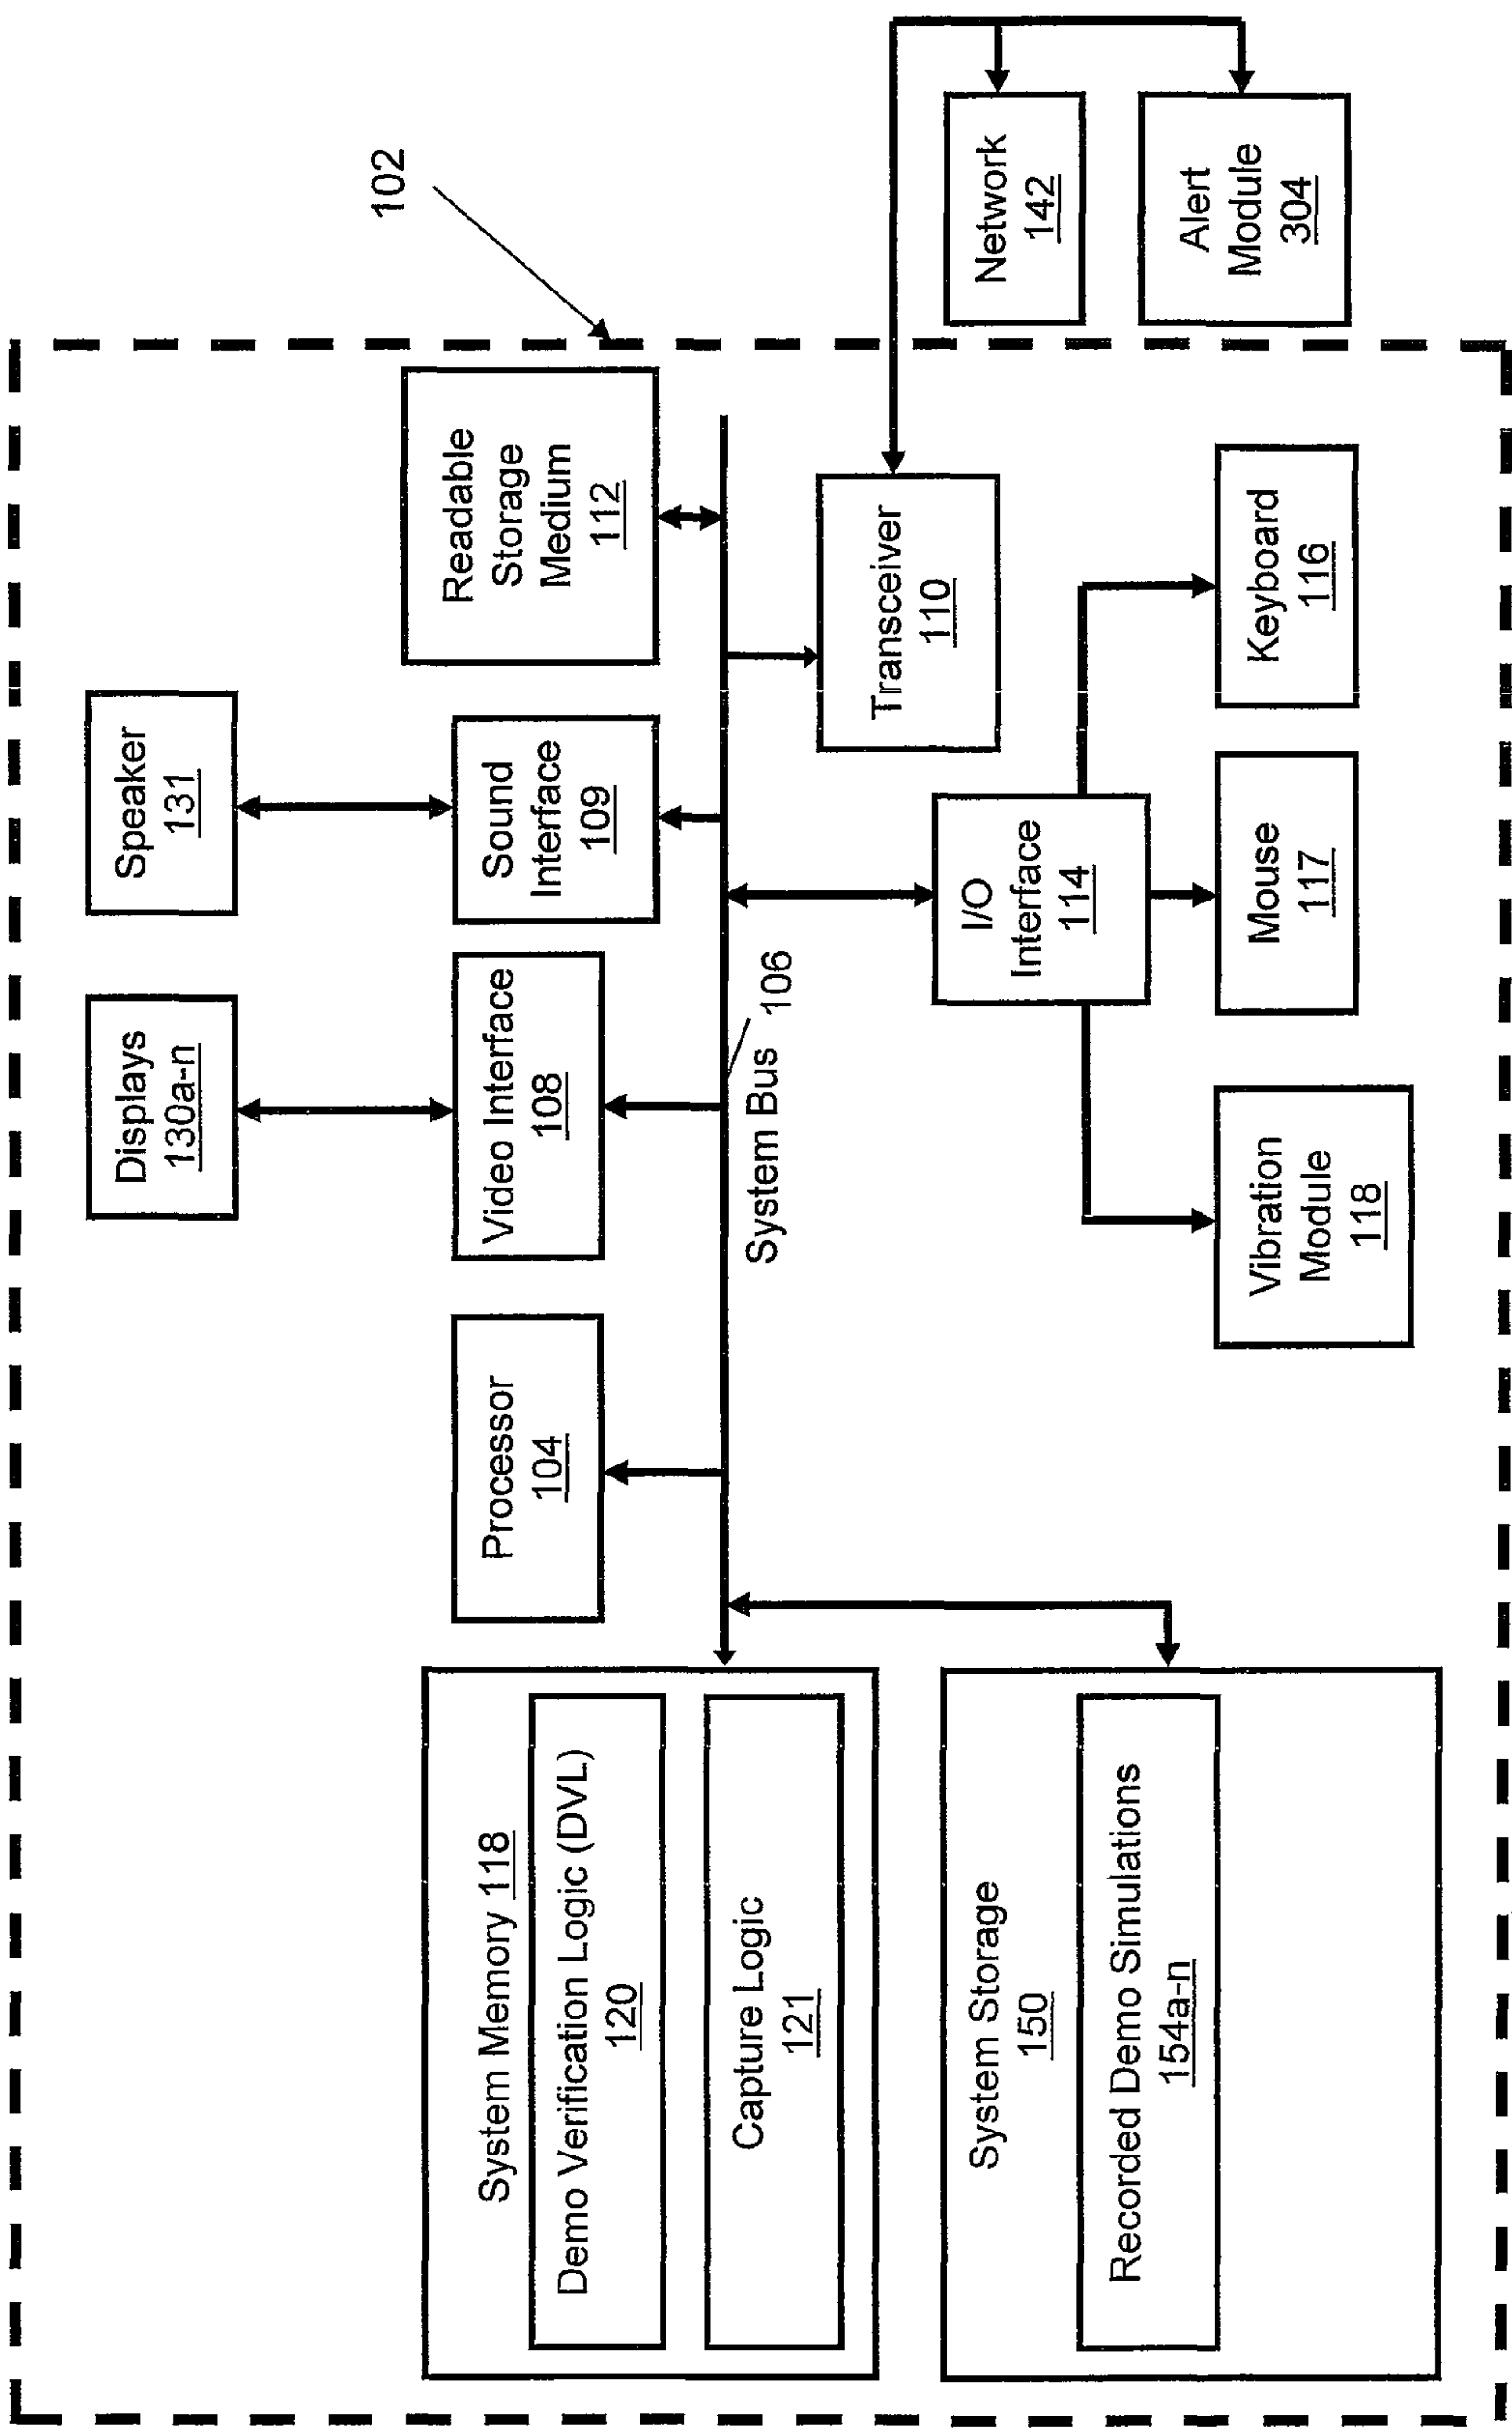 102
Speaker
131
Displays
130a-n
Readable
Storage
Medium
112
Sound
Interface
109
Video Interface
108
Processor
104
System Bus
106
System Memory 118
Demo Verification Logic (DVL)
120
Capture Logic
121
System Storage
150
Recorded Demo Simulations
154a-n
Transceiver
110
Network
142
Alert
Module
304
I/O
Interface
114
Keyboard
116
Mouse
117
Vibration
Module
118